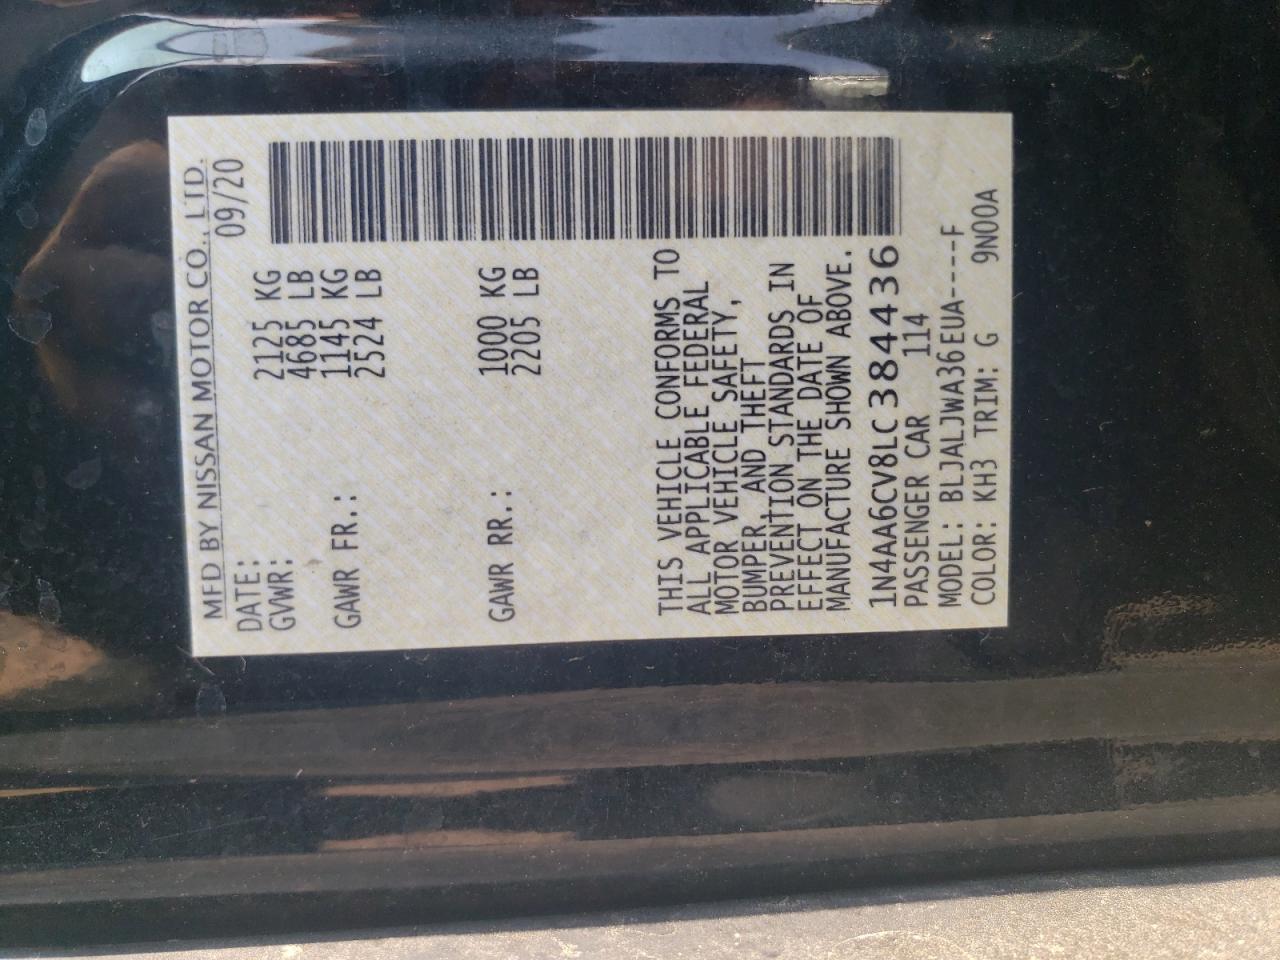 MFD BY NISSAN MOTOR CO., LTD.
DATE: 09/20
GVWR: 2125 KG
4685 LB
GAWR FR.: 1145 KG
2524 LB
GAWR RR.: 1000 KG
2205 LB
THIS VEHICLE CONFORMS TO
ALL APPLICABLE FEDERAL
MOTOR VEHICLE SAFETY,
BUMPER, AND THEFT
PREVENTION STANDARDS IN
EFFECT ON THE DATE OF
MANUFACTURE SHOWN ABOVE.
1N4AA6CV8LC384436
PASSENGER CAR 114
MODEL: BLJALJWA36EUA----F
COLOR: KH3 TRIM: G 9N00A